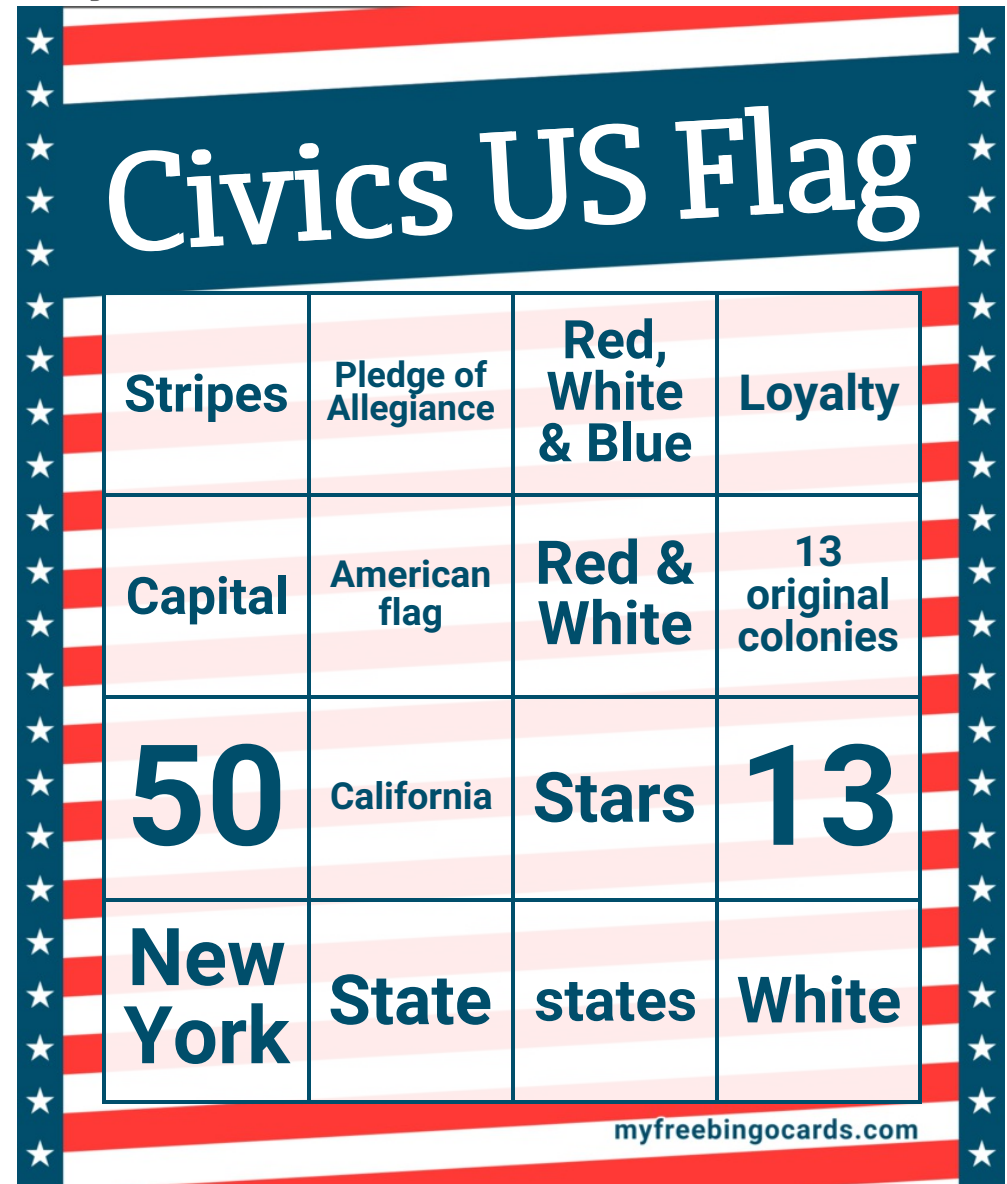 Civics US Flag
Stripes
Pledge of
Allegiance
Red,
White
& Blue
Loyalty
Capital
American
flag
Red &
White
13
original
colonies
50
California
Stars
13
New
York
State
states
White
myfreebingocards.com